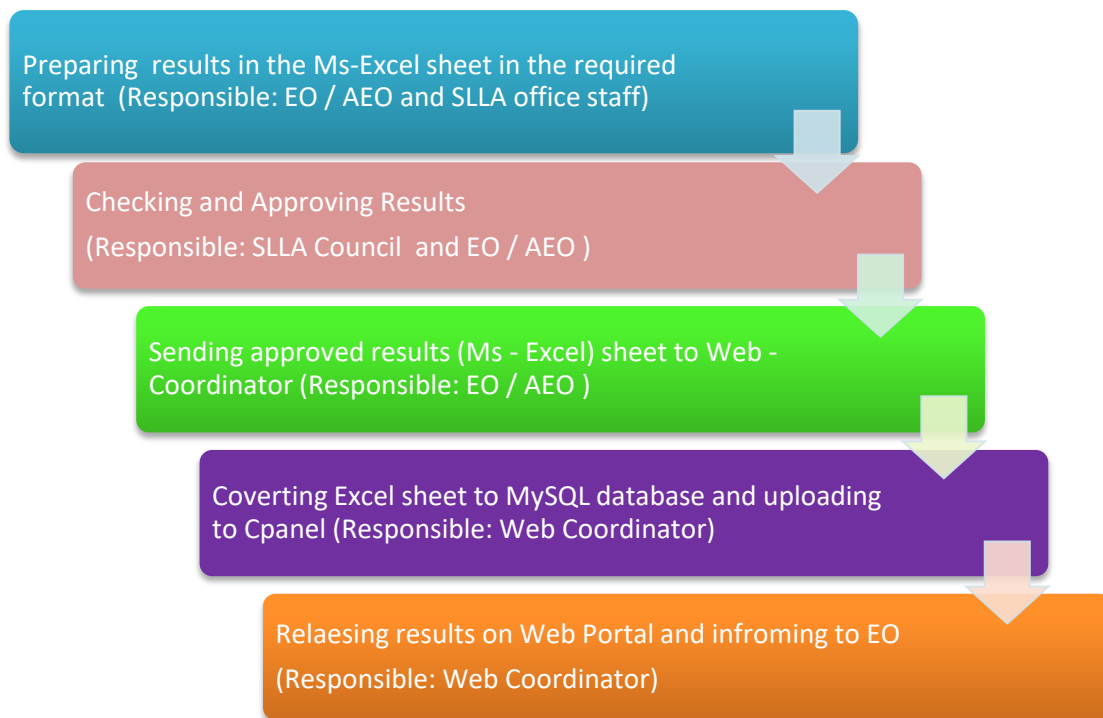 Preparing results in the Ms-Excel sheet in the required
format (Responsible: EO / AEO and SLLA office staff)
Checking and Approving Results
(Responsible: SLLA Council and EO / AEO )
Sending approved results (Ms - Excel) sheet to Web -
Coordinator (Responsible: EO / AEO )
Coverting Excel sheet to MySQL database and uploading
to Cpanel (Responsible: Web Coordinator)
Relaesing results on Web Portal and infroming to EO
(Responsible: Web Coordinator)